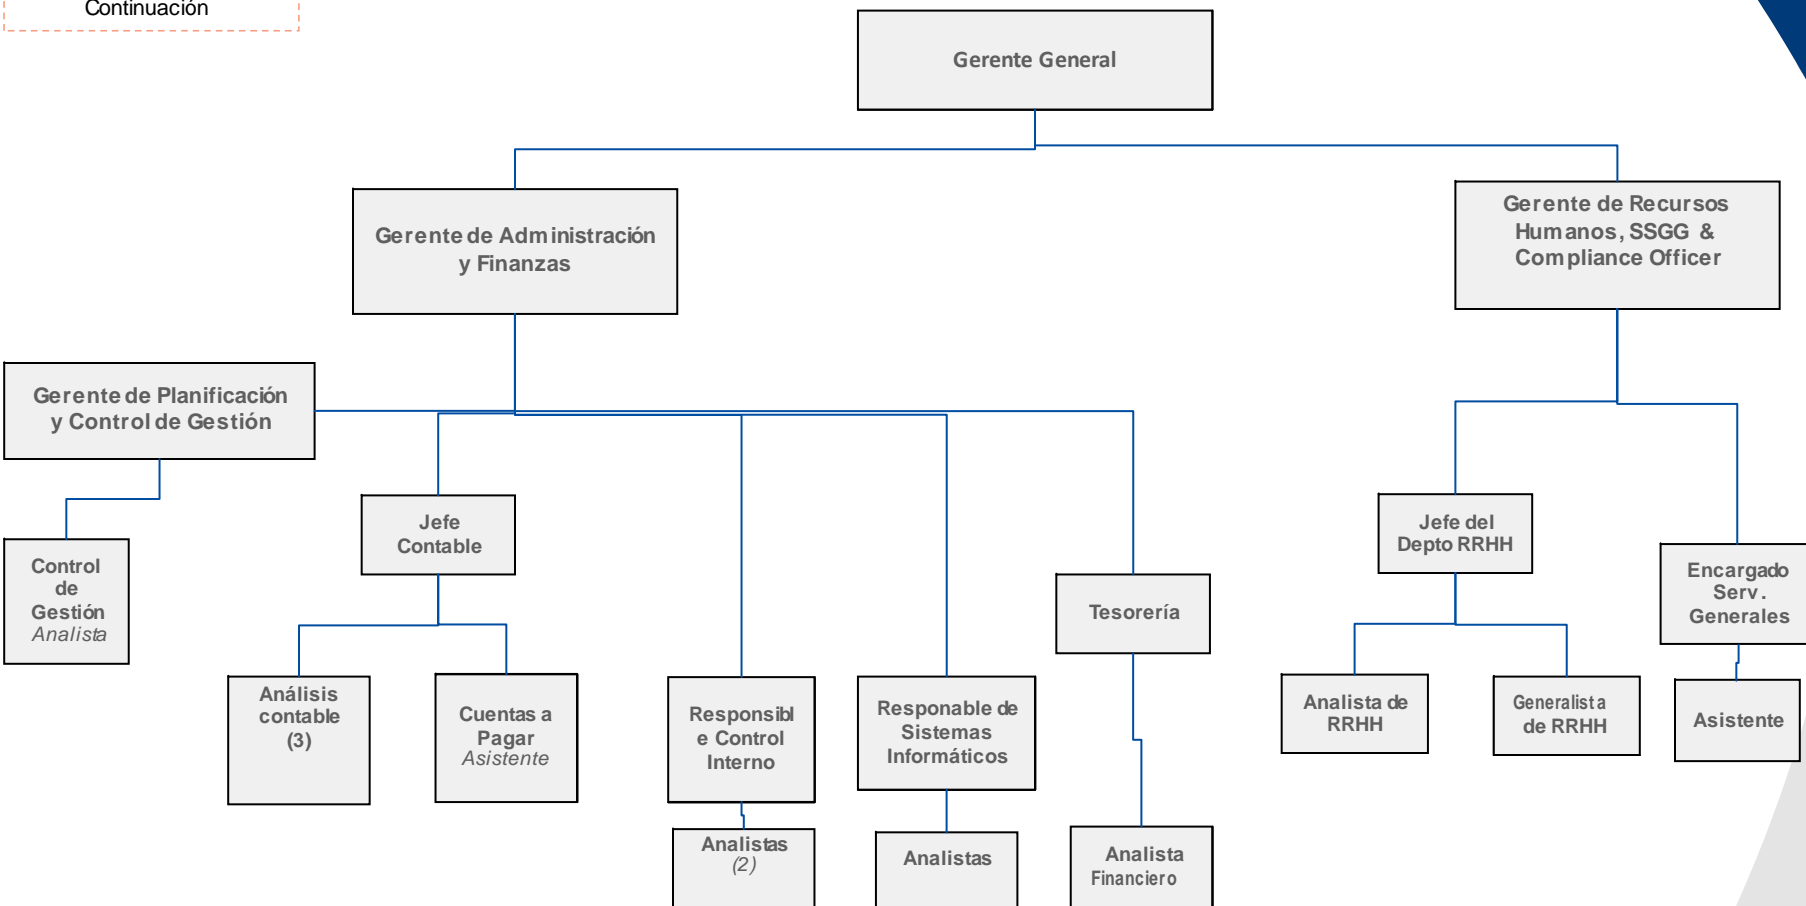 Continuación
Gerente General
Gerente de Administración
y Finanzas
Gerente de Recursos
Humanos, SSGG &
Compliance Officer
Gerente de Planificación
y Control de Gestión
Jefe
Contable
Jefe del
Depto RRHH
Control
de
Gestión
Analista
Encargado
Serv.
Generales
Tesorería
Análisis
contable
(3)
Cuentas a
Pagar
Asistente
Responsibl
e Control
Interno
Responable de
Sistemas
Informáticos
Analista de
RRHH
Generalista
de RRHH
Asistente
Analistas
(2)
Analistas
Analista
Financiero